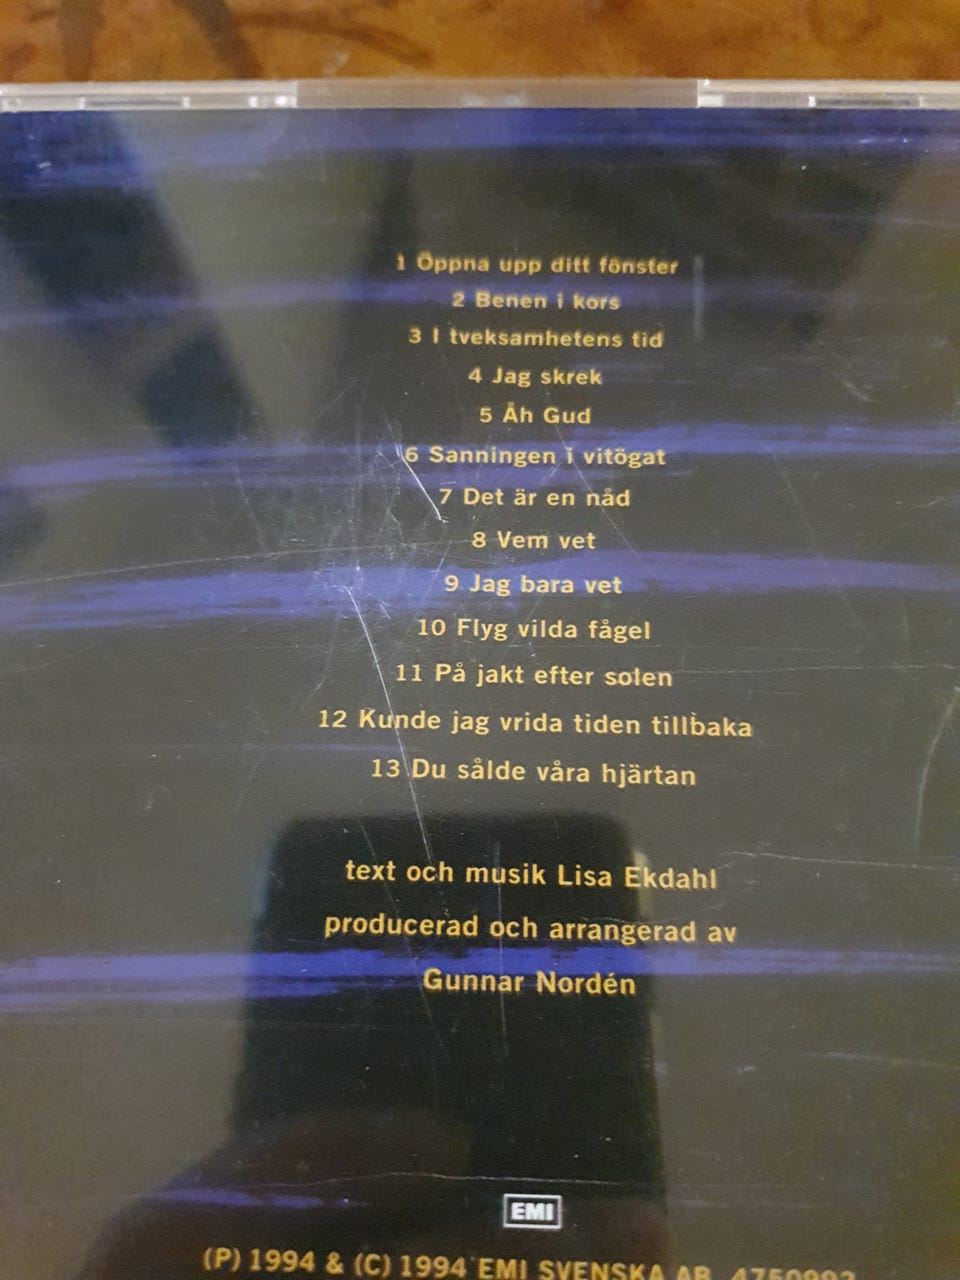 1 Öppna upp ditt fönster
2 Benen i kors
3 I tveksamhetens tid
4 Jag skrek
5 Åh Gud
6 Sanningen i vitögat
7 Det är en nåd
8 Vem vet
9 Jag bara vet
10 Flyg vilda fågel
11 På jakt efter solen
12 Kunde jag vrida tiden tillbaka
13 Du sålde våra hjärtan
text och musik Lisa Ekdahl
producerad och arrangerad av
Gunnar Nordén
EMI
(P) 1994 & (C) 1994 EMI SVENSKA AB